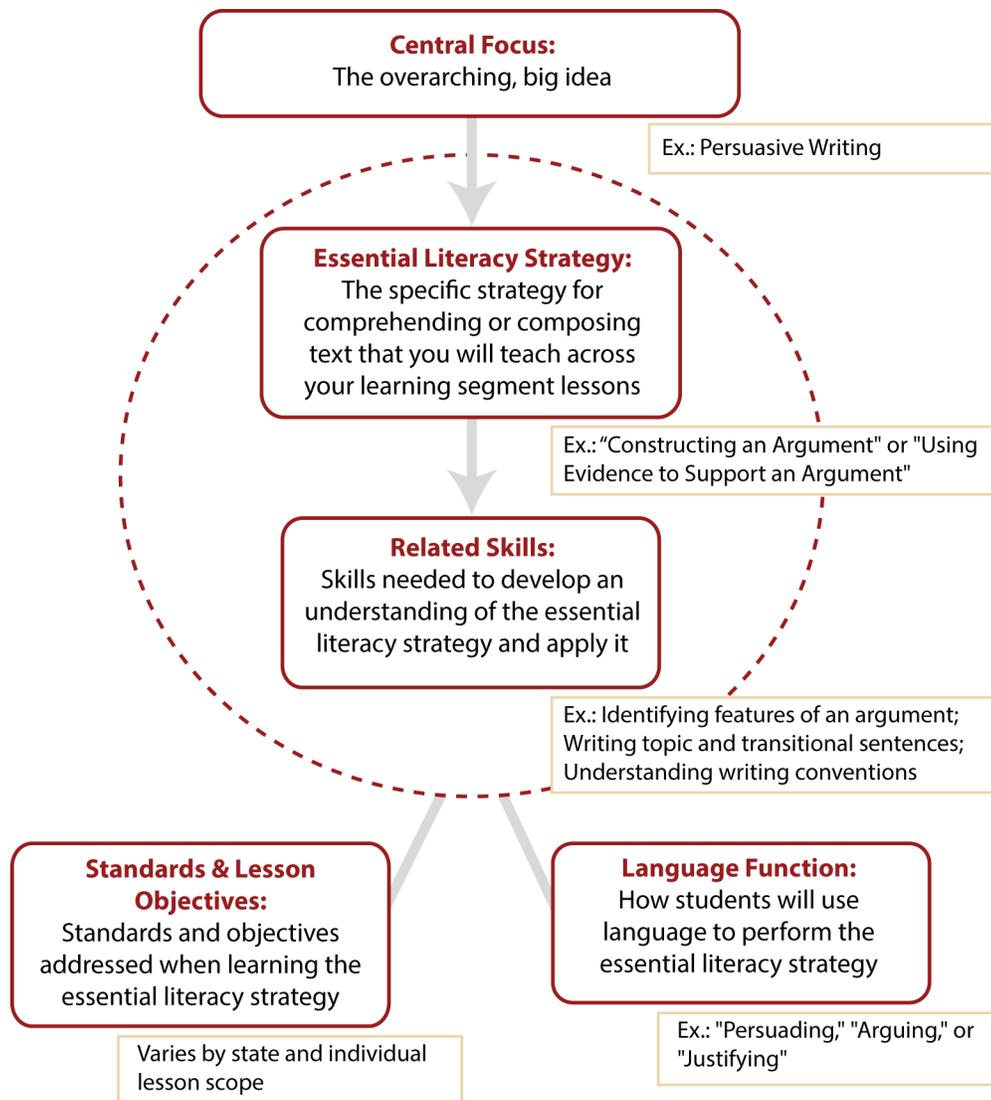 Central Focus:
The overarching, big idea
Ex.: Persuasive Writing
Essential Literacy Strategy:
The specific strategy for
comprehending or composing
text that you will teach across
your learning segment lessons
Ex.: “Constructing an Argument" or "Using
Evidence to Support an Argument"
Related Skills:
Skills needed to develop an
understanding of the essential
literacy strategy and apply it
Ex.: Identifying features of an argument;
Writing topic and transitional sentences;
Understanding writing conventions
Standards & Lesson
Objectives:
Standards and objectives
addressed when learning the
essential literacy strategy
Varies by state and individual
lesson scope
Language Function:
How students will use
language to perform the
essential literacy strategy
Ex.: "Persuading," "Arguing," or
"Justifying"